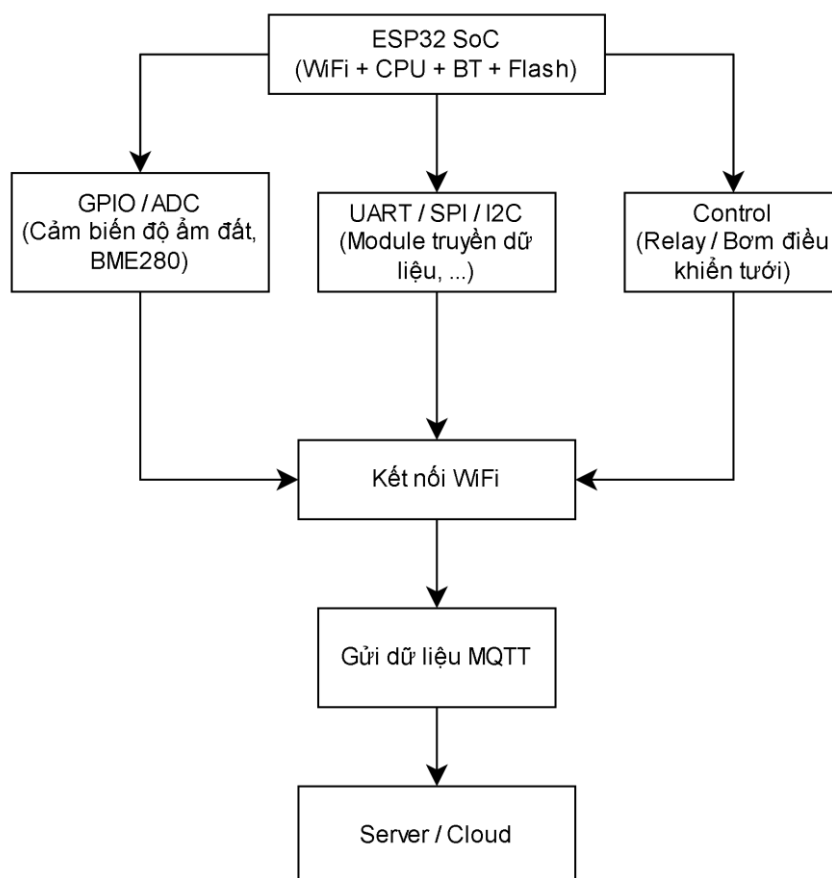 ESP32 SoC
(WiFi + CPU + BT + Flash)
GPIO / ADC
(Cảm biến độ ẩm đất,
BME280)
UART / SPI / I2C
(Module truyền dữ
liệu, ...)
Control
(Relay / Bơm điều
khiển tưới)
Kết nối WiFi
Gửi dữ liệu MQTT
Server / Cloud